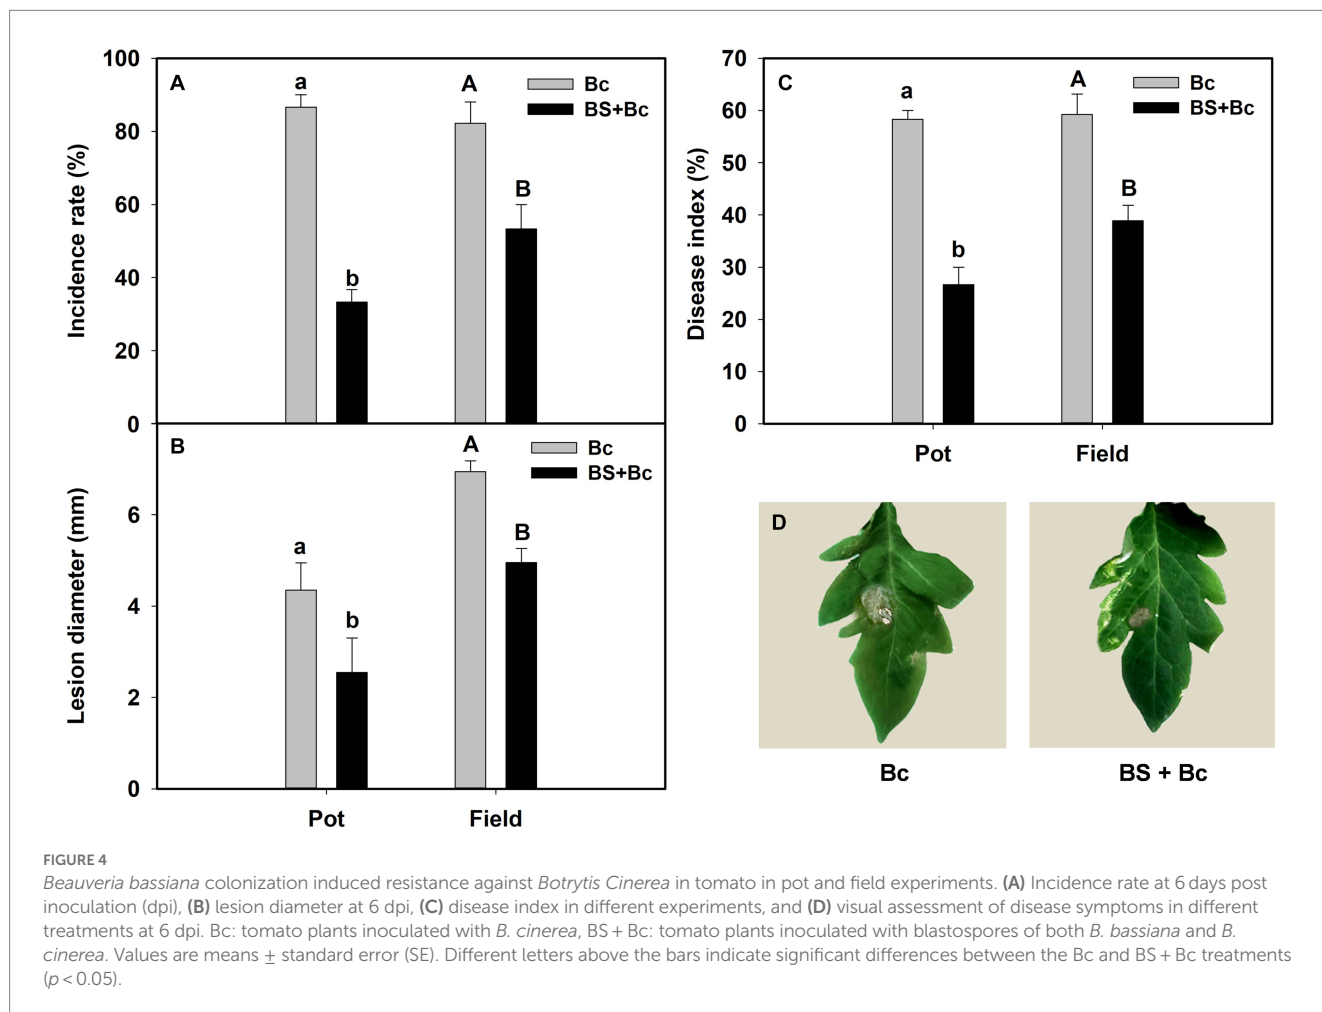 A
Incidence rate (%)
100
80
60
40
20
0
a
b
A
B
Bc
BS+Bc
B
Lesion diameter (mm)
6
4
2
0
a
b
A
B
Bc
BS+Bc
Pot
Field
C
Disease index (%)
70
60
50
40
30
20
10
0
a
b
A
B
Bc
BS+Bc
Pot
Field
D
Bc
BS + Bc
FIGURE 4
Beauveria bassiana colonization induced resistance against Botrytis Cinerea in tomato in pot and field experiments. (A) Incidence rate at 6 days post
inoculation (dpi), (B) lesion diameter at 6 dpi, (C) disease index in different experiments, and (D) visual assessment of disease symptoms in different
treatments at 6 dpi. Bc: tomato plants inoculated with B. cinerea, BS + Bc: tomato plants inoculated with blastospores of both B. bassiana and B.
cinerea. Values are means ± standard error (SE). Different letters above the bars indicate significant differences between the Bc and BS + Bc treatments
(p < 0.05).